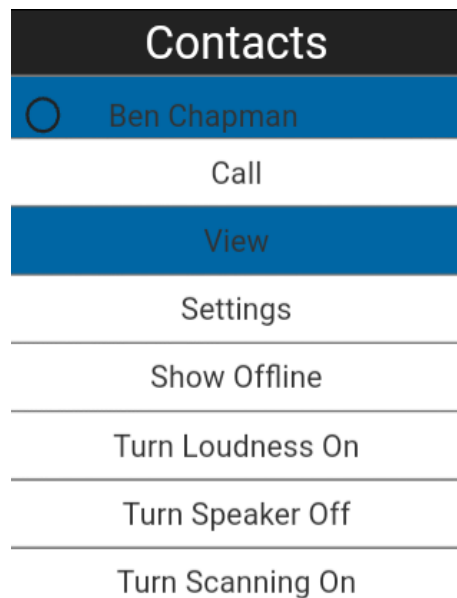 Contacts
Ben Chapman
Call
View
Settings
Show Offline
Turn Loudness On
Turn Speaker Off
Turn Scanning On